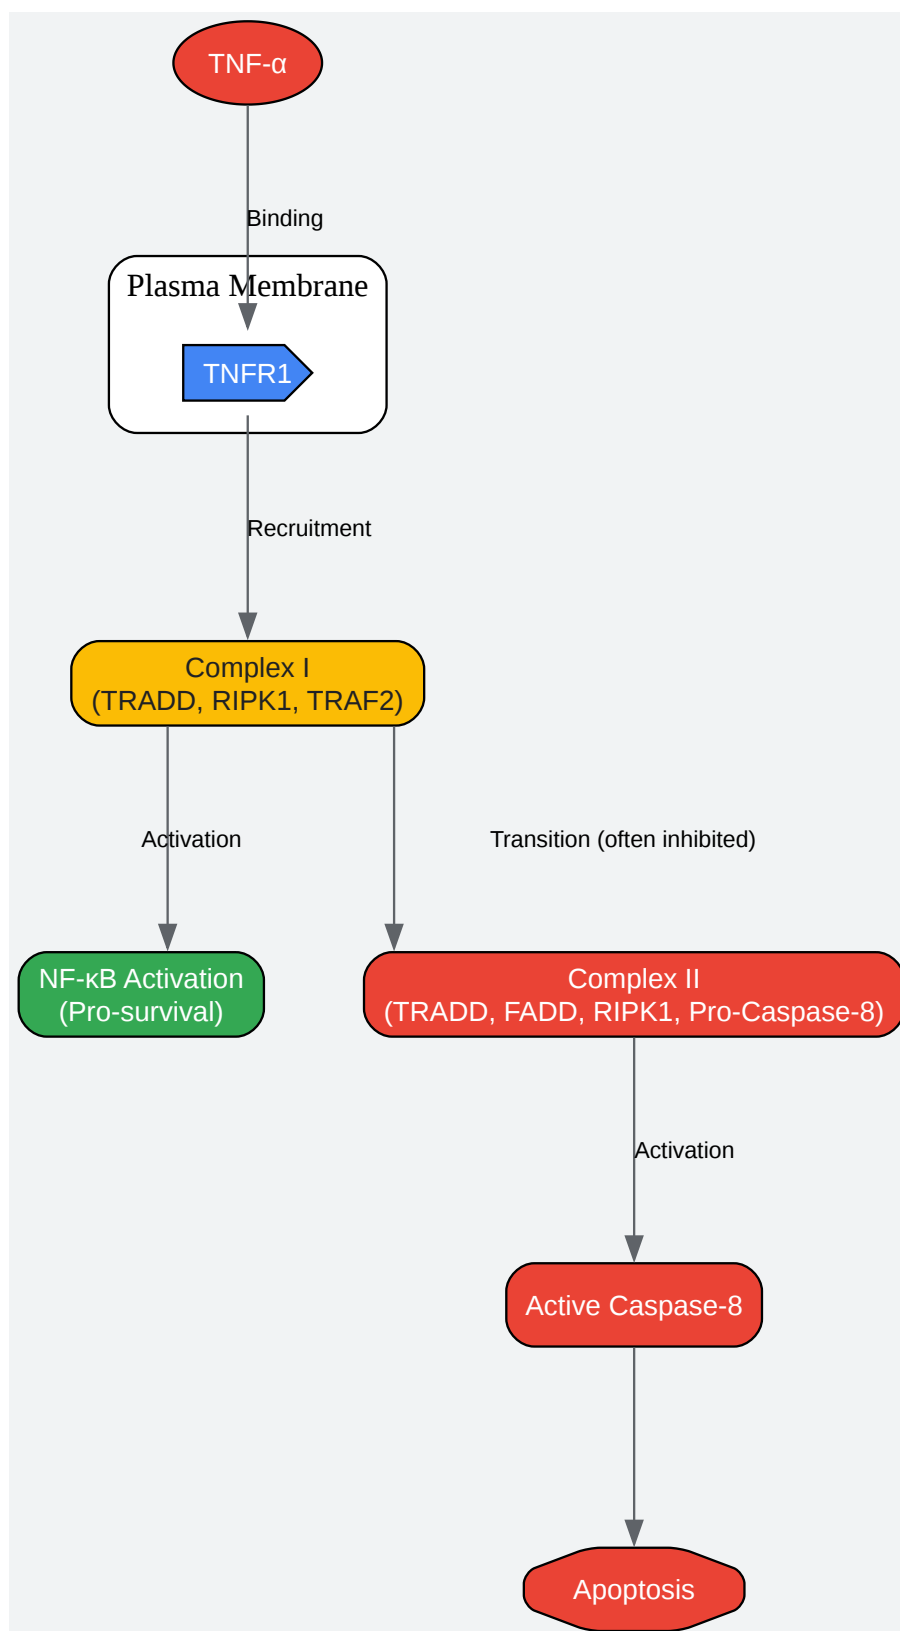 TNF-α
Binding
Plasma Membrane
TNFR1
Recruitment
Complex I
(TRADD, RIPK1, TRAF2)
Activation
Transition (often inhibited)
NF-κB Activation
(Pro-survival)
Complex II
(TRADD, FADD, RIPK1, Pro-Caspase-8)
Activation
Active Caspase-8
Apoptosis